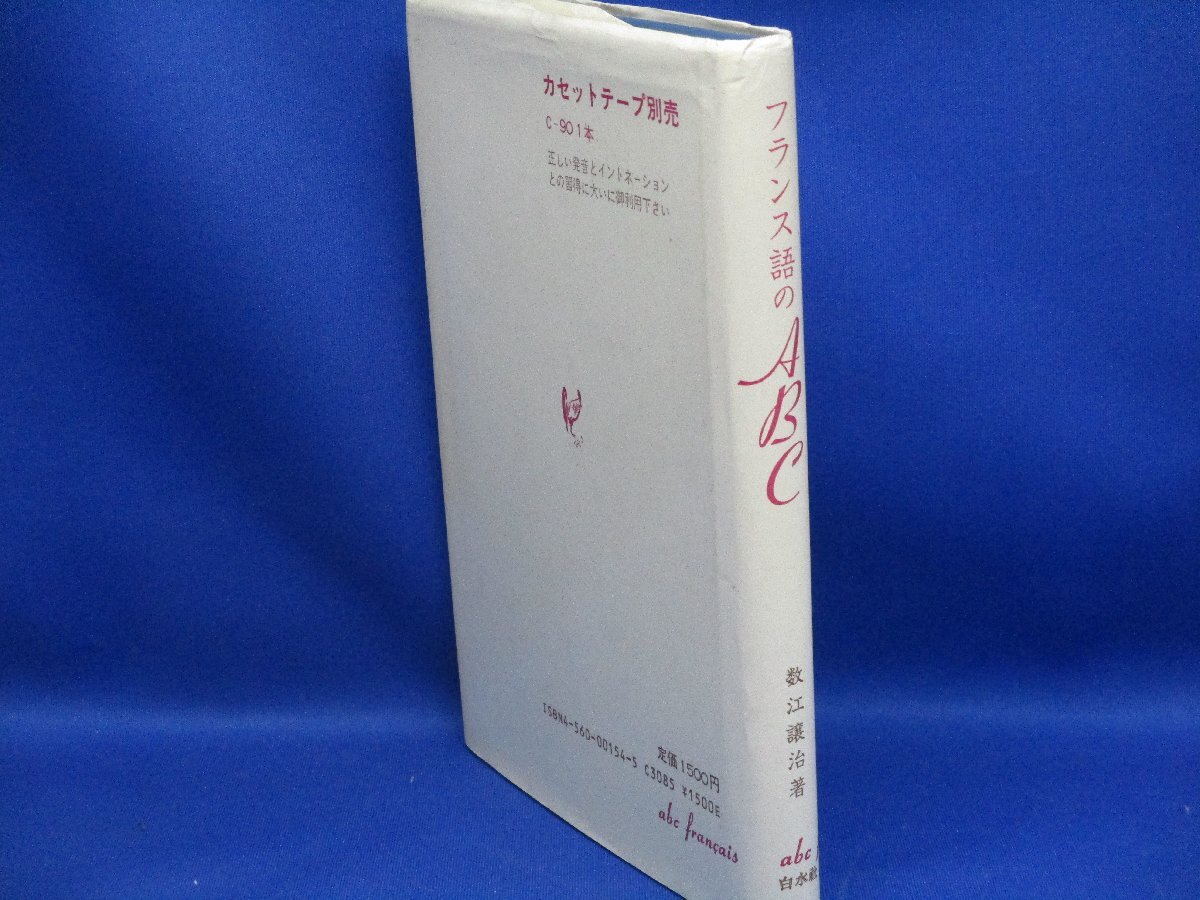 カセットテープ別売
C-90 1本
正しい発音とイントネーション
との習得に大いに御利用下さい
定価1500円
ISBN4-560-00154-5 C3085 ¥1500E
abc français
フランス語のABC
数江譲治著
abc
白水社